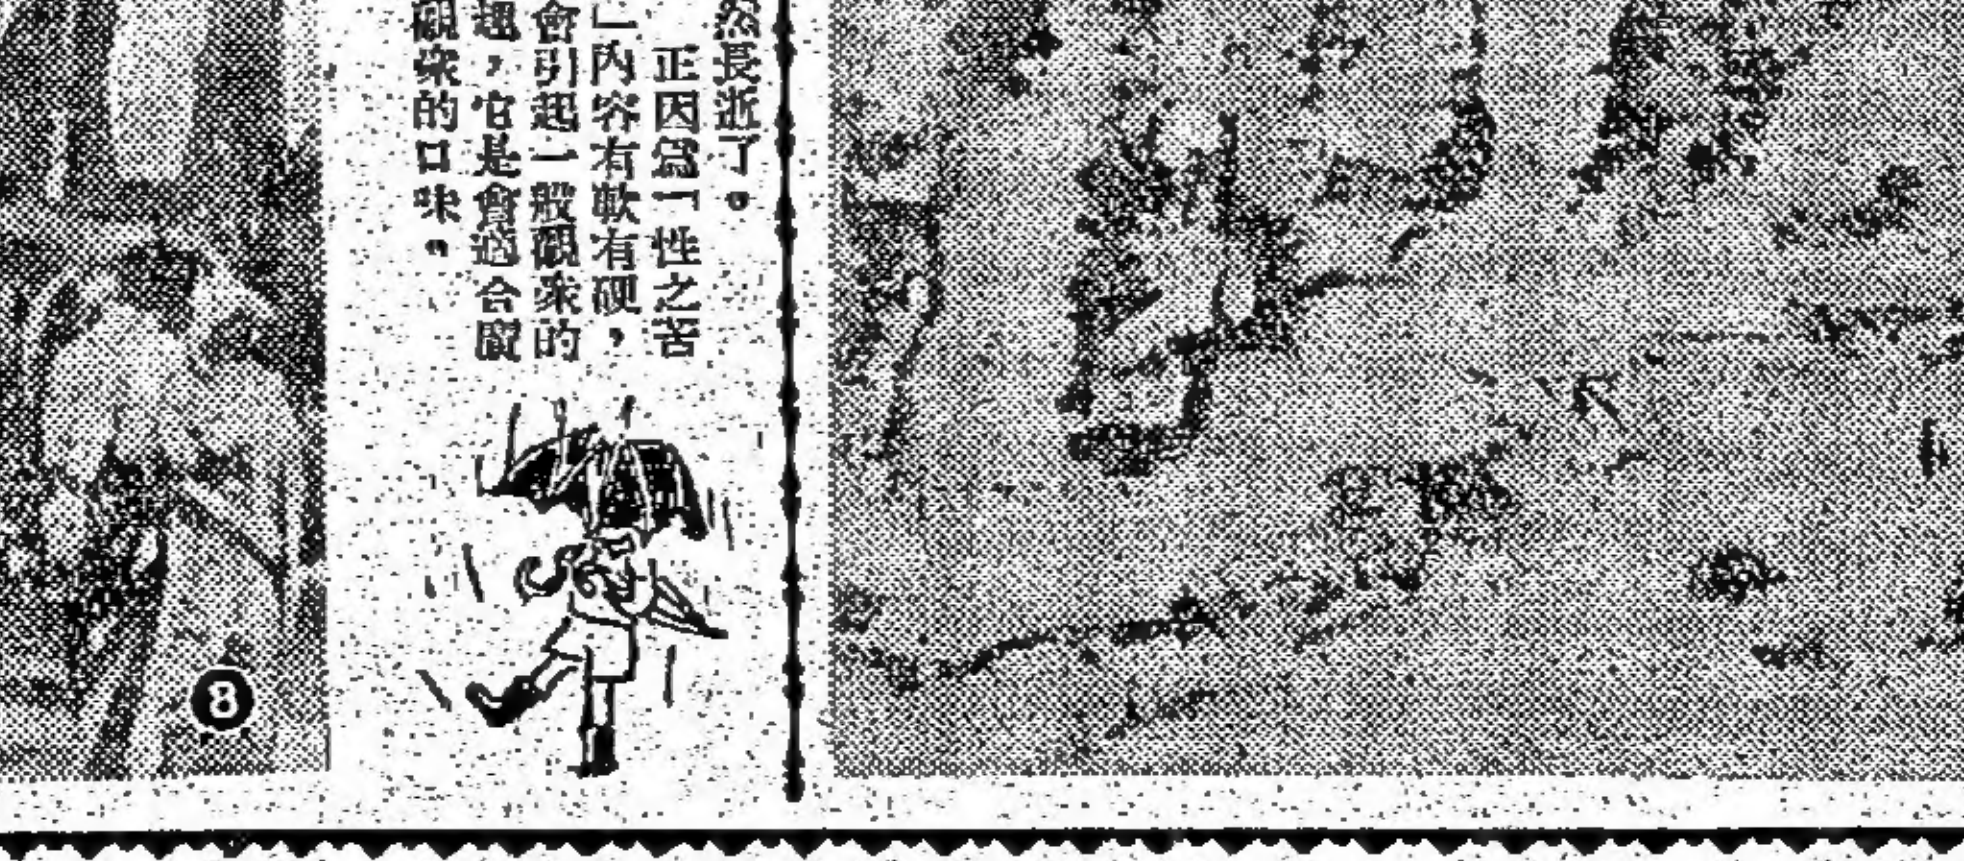 然長逝了。
正因爲「性之苦
」內容有軟有硬，
會引起一般觀衆的
趣，它是會適合廣
觀衆的口味。
8